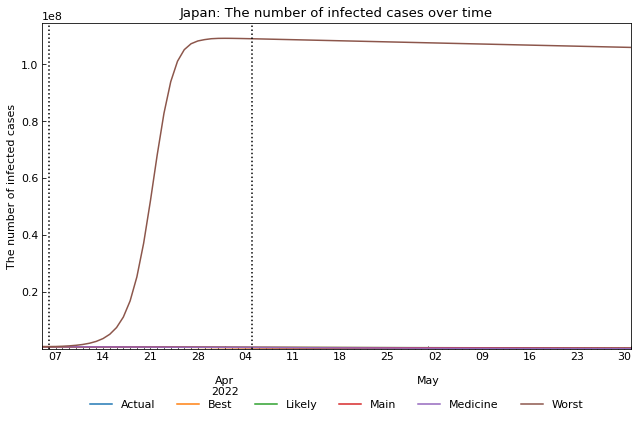 Japan: The number of infected cases over time
1e8
1.0
0.8
0.6
0.4
0.2
The number of infected cases
07 14 21 28 04 11 18 25 02 09 16 23 30
Apr May
2022
Actual Best Likely Main Medicine Worst